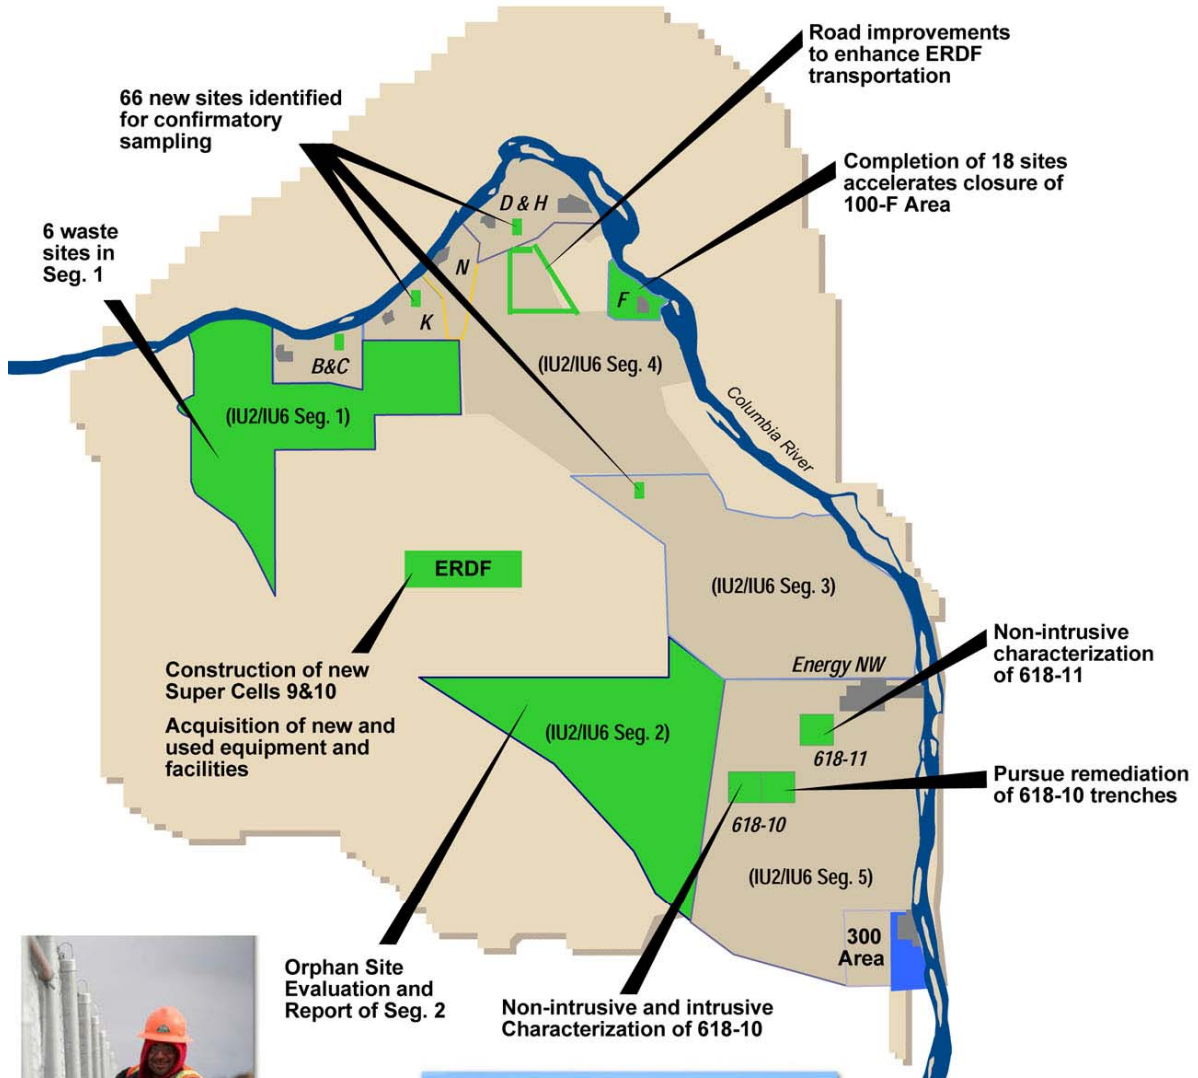 Road improvements
to enhance ERDF
transportation
66 new sites identified
for confirmatory
sampling
Completion of 18 sites
accelerates closure of
100-F Area
6 waste
sites in
Seg. 1
D & H
N
F
K
B&C
(IU2/IU6 Seg. 4)
(IU2/IU6 Seg. 1)
Columbia River
ERDF
(IU2/IU6 Seg. 3)
Non-intrusive
characterization
of 618-11
Energy NW
Construction of new
Super Cells 9&10
Acquisition of new and
used equipment and
facilities
(IU2/IU6 Seg. 2)
618-11
Pursue remediation
of 618-10 trenches
618-10
(IU2/IU6 Seg. 5)
300
Area
Orphan Site
Evaluation and
Report of Seg. 2
Non-intrusive and intrusive
Characterization of 618-10